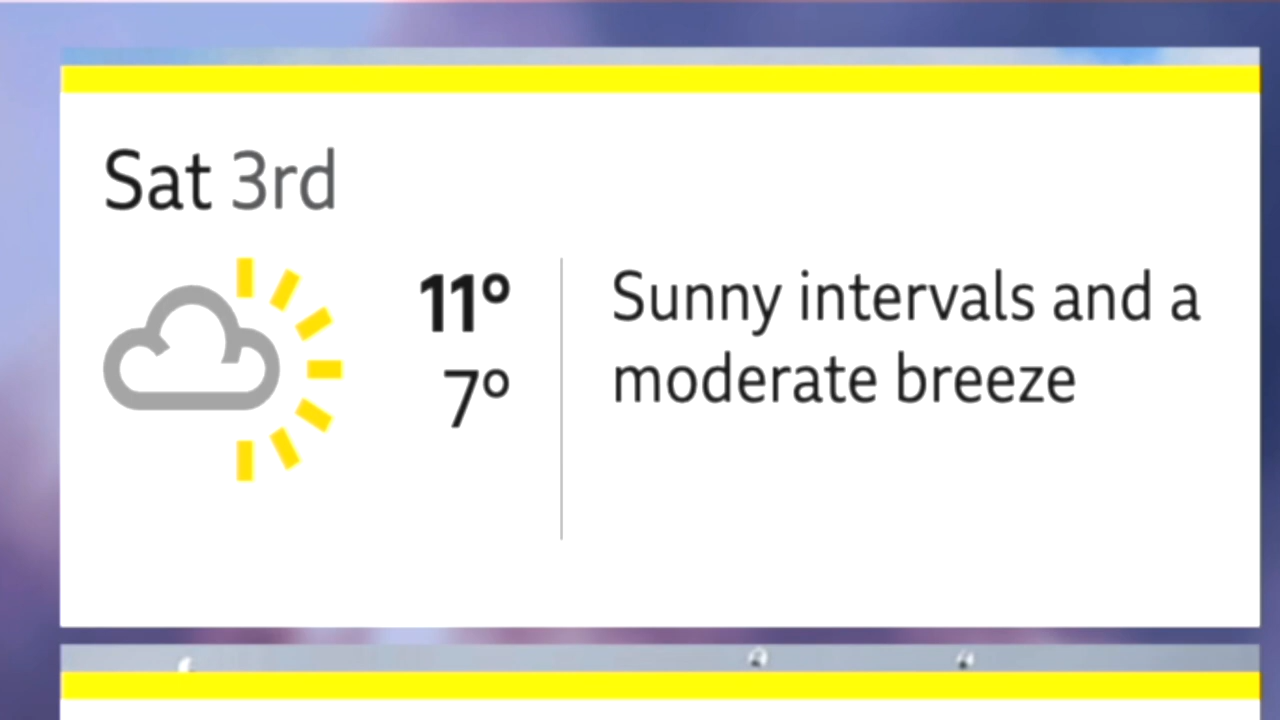 Sat 3rd
11°
7°
Sunny intervals and a
moderate breeze